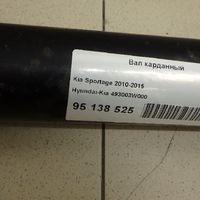 Вал карданный
Kia Sportage 2010-2015
Hyundai-Kia 493003W000
95 138 525